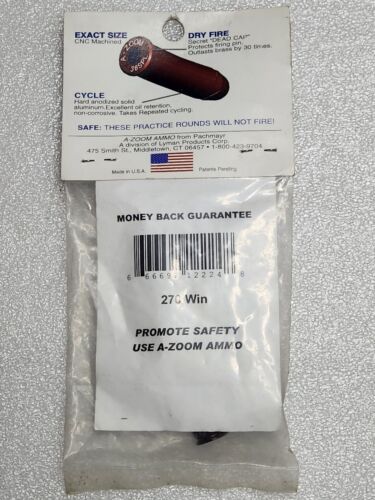 EXACT SIZE
CNC Machined
DRY FIRE
Secret "DEAD CAP"
Protects firing pin.
Outlasts brass by 30 times.
A-ZOOM
38SPL
CYCLE
Hard anodized solid
aluminum.Excellent oil retention,
non-corrosive. Takes Repeated cycling.
SAFE: THESE PRACTICE ROUNDS WILL NOT FIRE!
A-ZOOM AMMO from Pachmayr
A division of Lyman Products Corp.
475 Smith St., Middletown, CT 06457 • 1-800-423-9704
Made in U.S.A.
Patents Pending
MONEY BACK GUARANTEE
270 Win
PROMOTE SAFETY
USE A-ZOOM AMMO